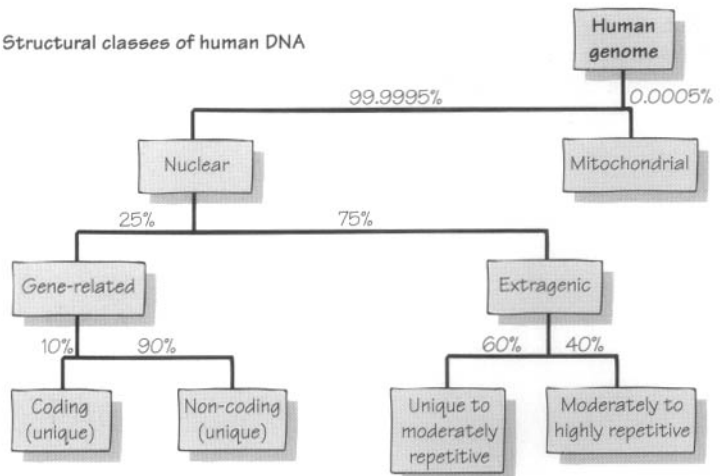 Structural classes of human DNA
Human
genome
99.9995%
0.0005%
Nuclear
Mitochondrial
25%
75%
Gene-related
Extragenic
10%
90%
60%
40%
Coding
(unique)
Non-coding
(unique)
Unique to
moderately
repetitive
Moderately to
highly repetitive